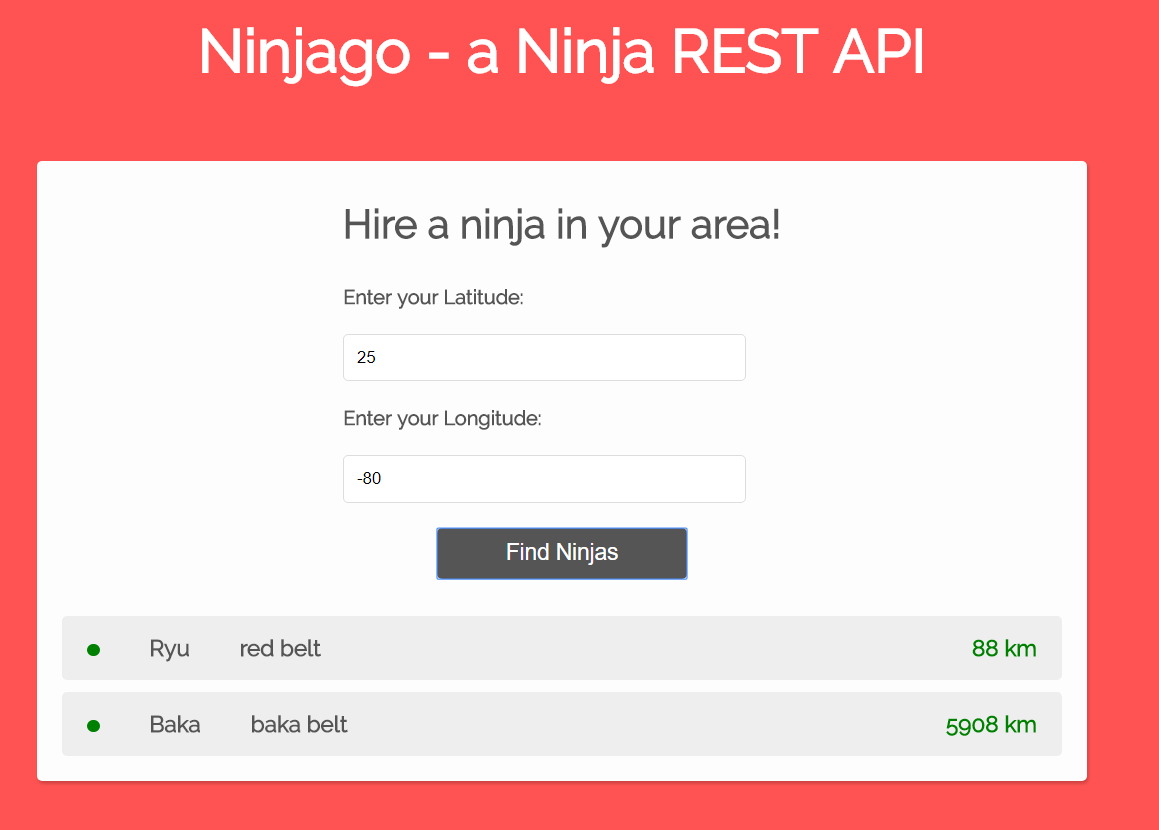 Ninjago - a Ninja REST API
Hire a ninja in your area!
Enter your Latitude:
25
Enter your Longitude:
-80
Find Ninjas
Ryu red belt 88 km
Baka baka belt 5908 km